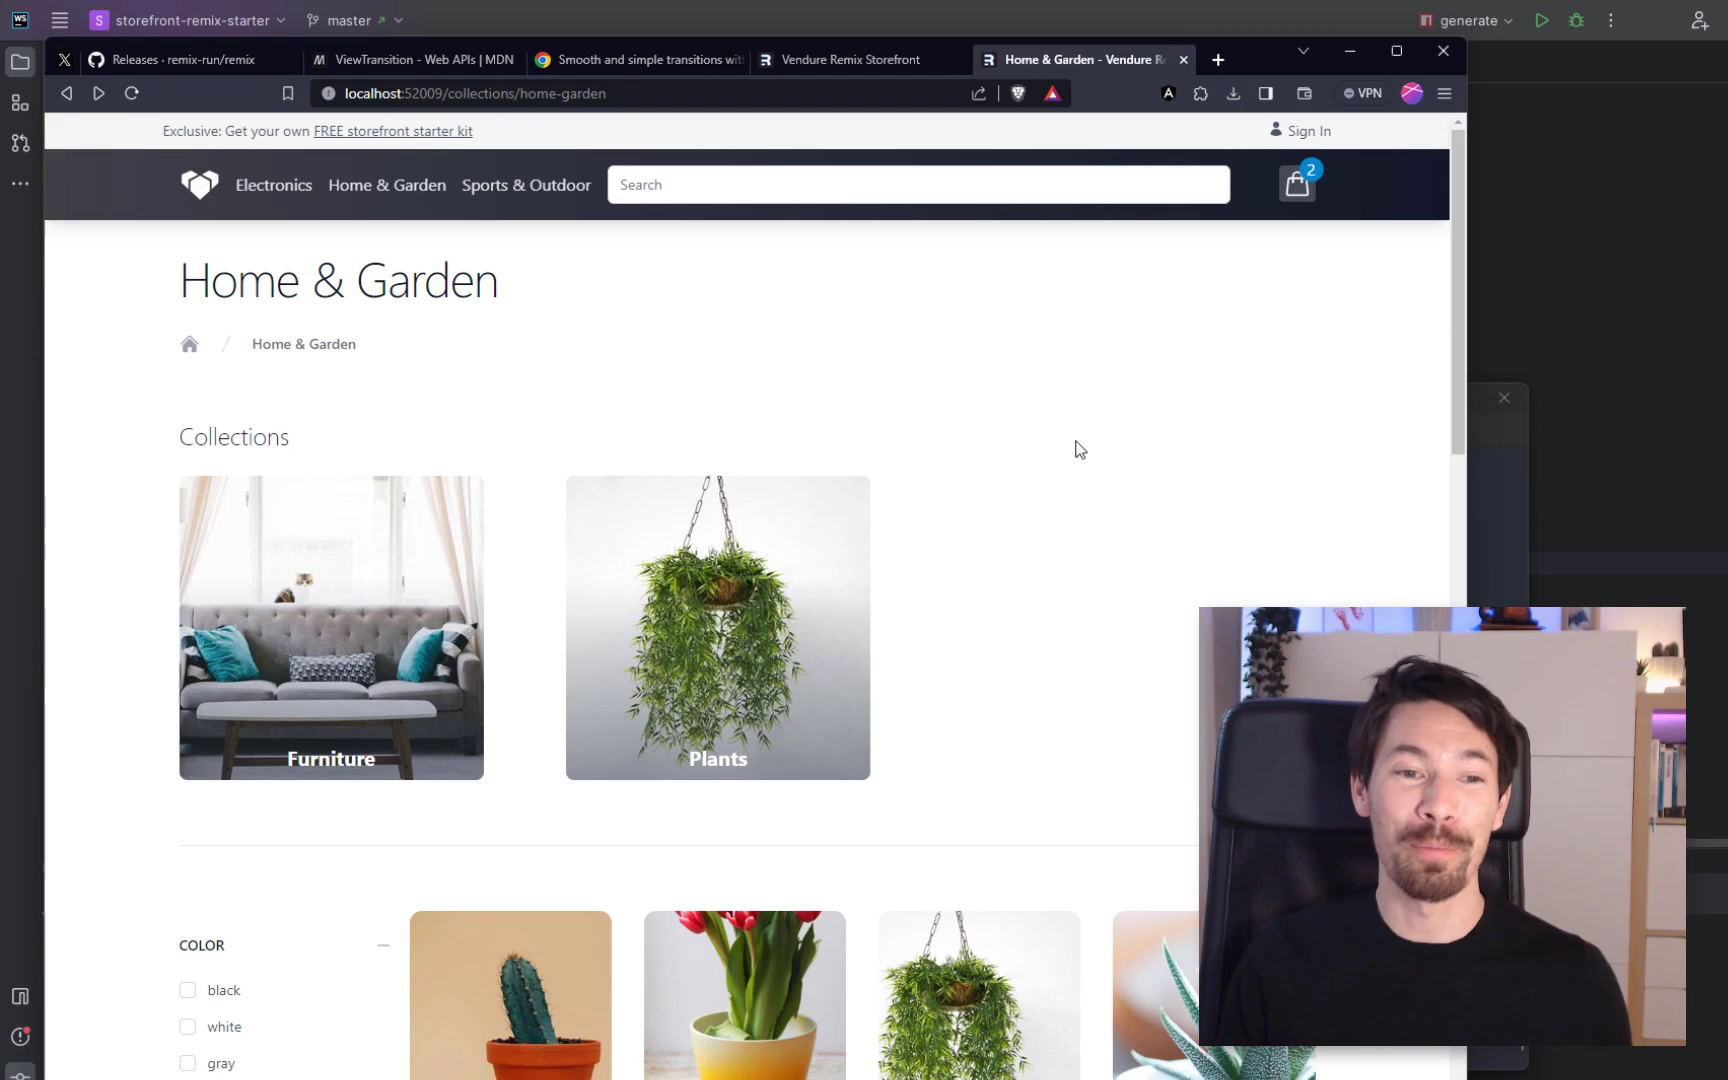 WS
S storefront-remix-starter
master
generate
Releases · remix-run/remix
M ViewTransition - Web APIs | MDN
Smooth and simple transitions wit
Vendure Remix Storefront
Home & Garden - Vendure Re
localhost:52009/collections/home-garden
A
VPN
Exclusive: Get your own FREE storefront starter kit
Sign In
Electronics
Home & Garden
Sports & Outdoor
Search
2
Home & Garden
/ Home & Garden
Collections
Furniture
Plants
COLOR
black
white
gray